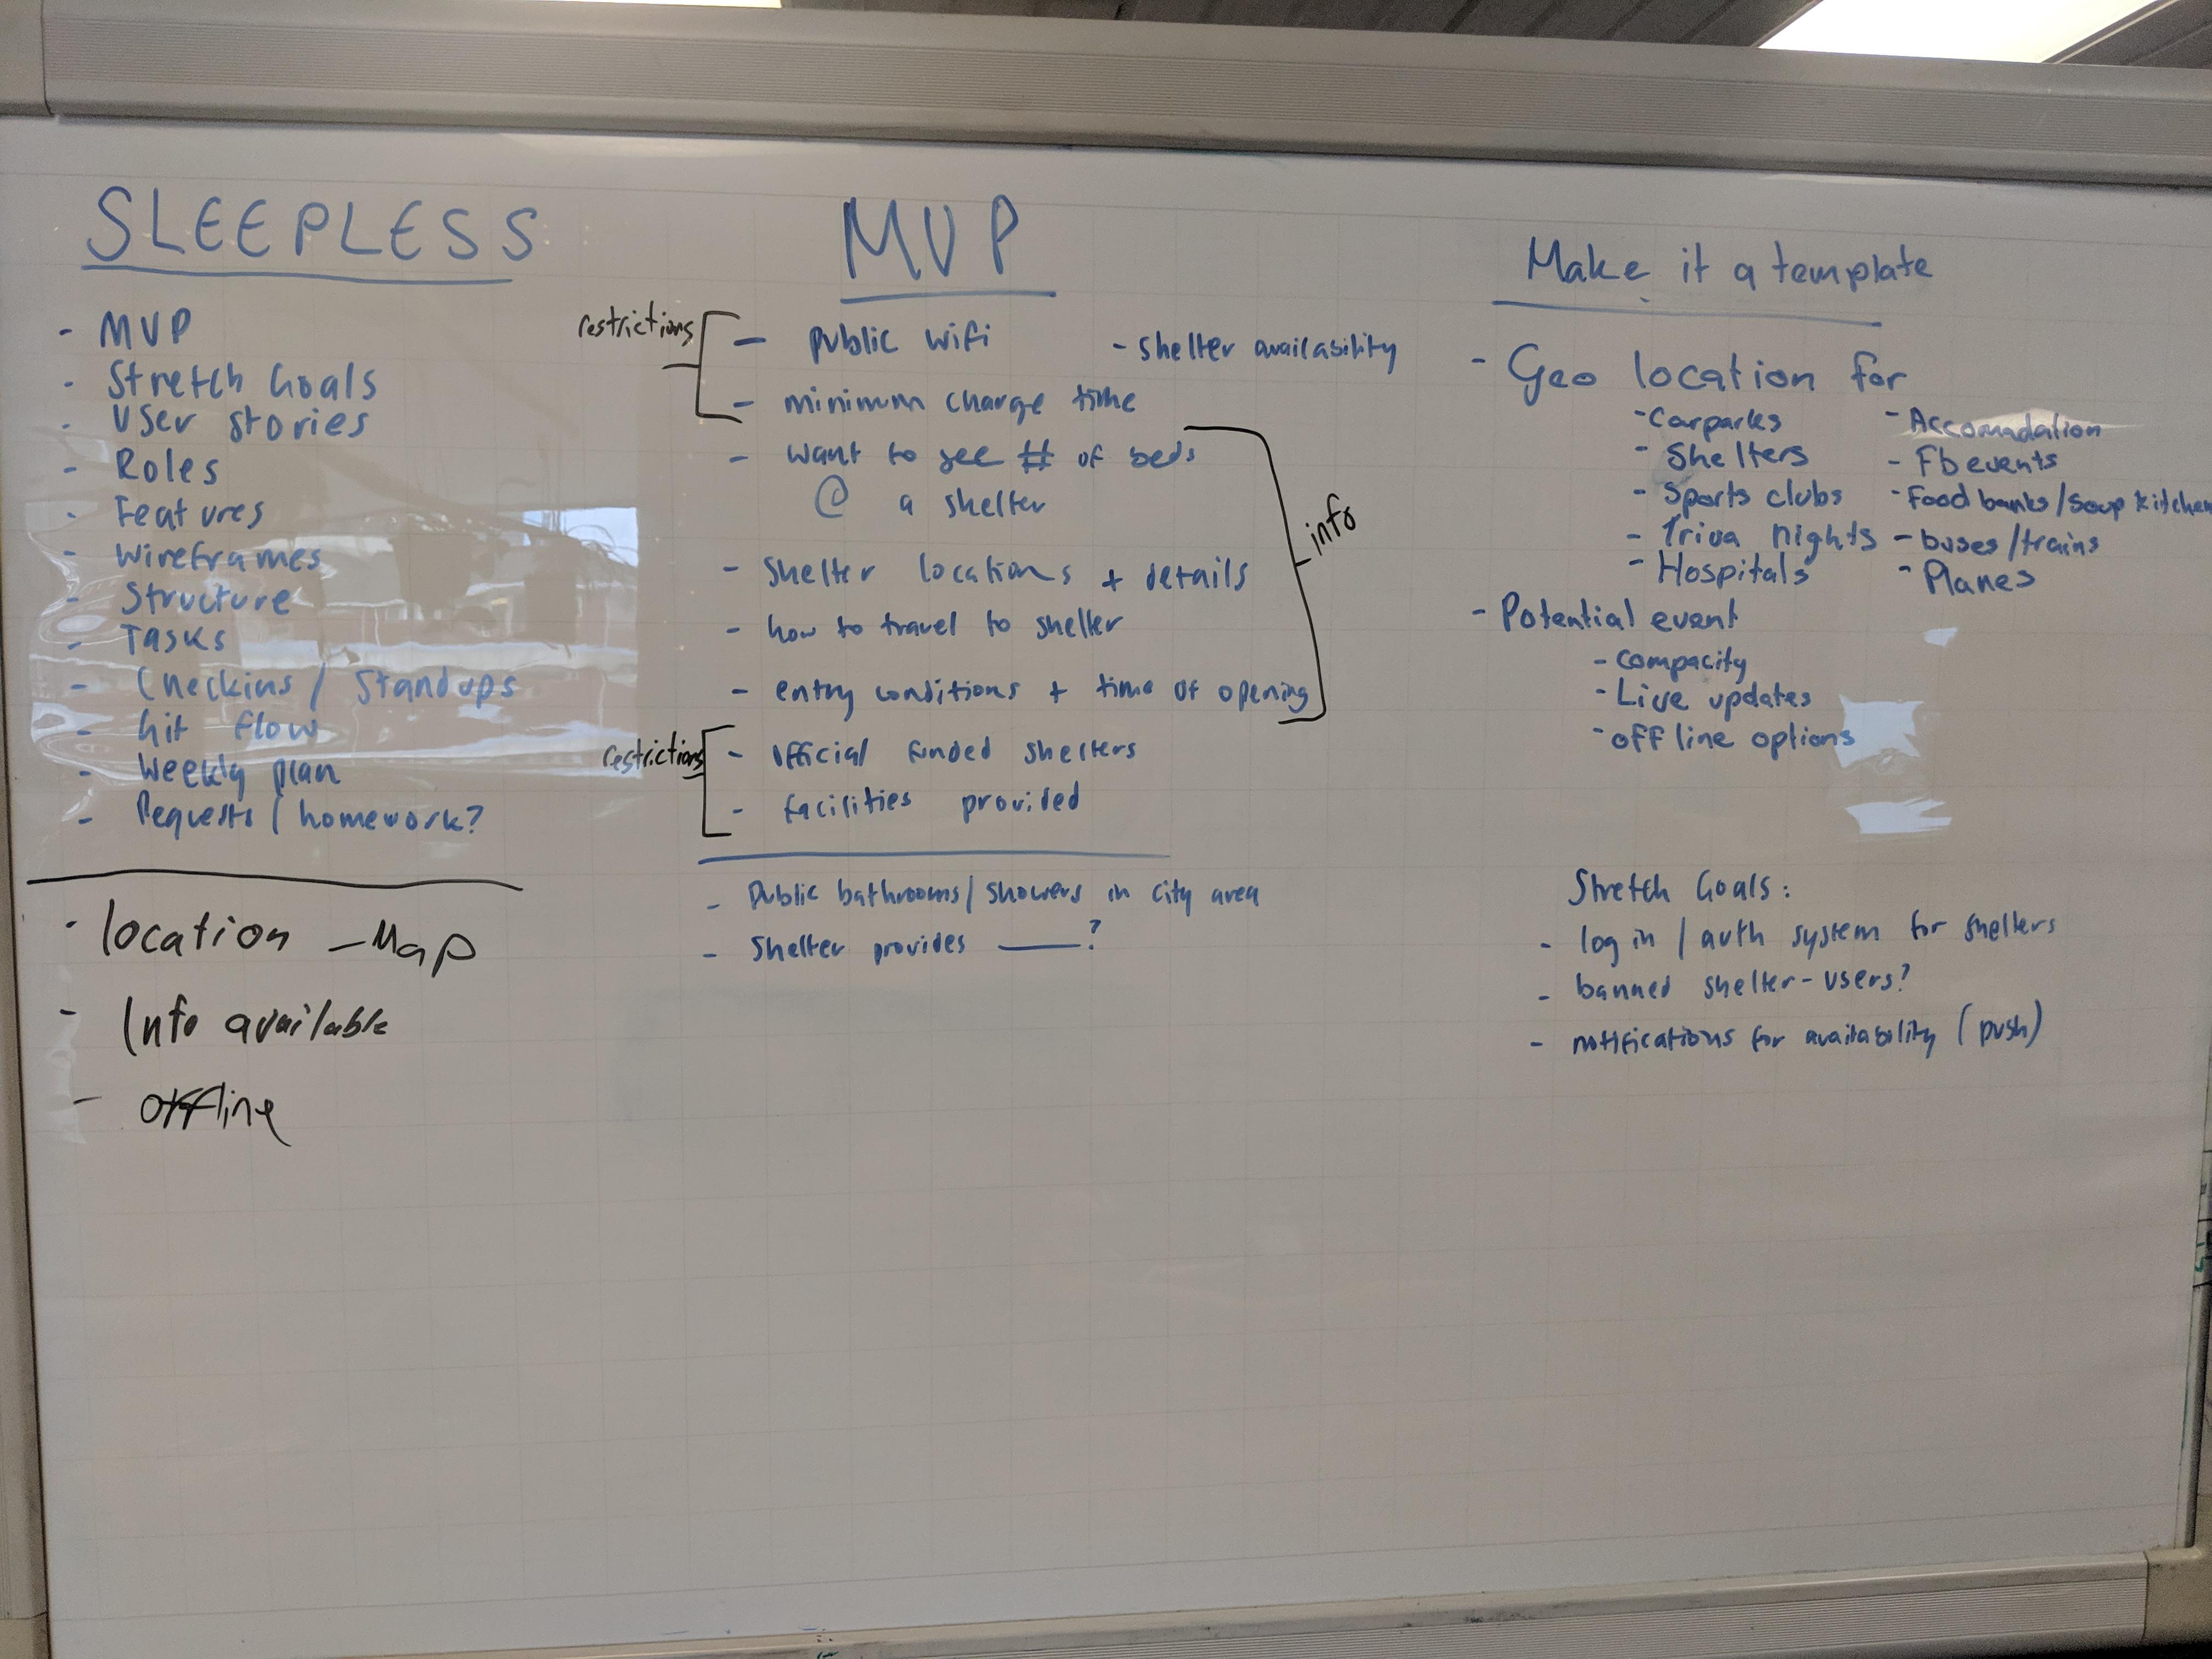 SLEEPLESS
- MVP
- Stretch Goals
- User stories
- Roles
- Features
- Wireframes
- Structure
- Tasks
- Checkins / Standups
- Git flow
- Weekly plan
- Requests / homework?
- location - Map
- Info available
- offline
MVP
restrictions
- Public wifi
- Shelter availability
- minimum charge time
- want to see # of beds
@ a shelter
- Shelter locations + details
- how to travel to shelter
- entry conditions + time of opening
info
restrictions
- official funded shelters
- facilities provided
- Public bathrooms / showers in city area
- Shelter provides ____?
Make it a template
- Geo location for
- Carparks
- Shelters
- Sports clubs
- Triva nights
- Hospitals
- Accomadation
- Fb events
- Food banks / Soup kitchen
- buses / trains
- Planes
- Potential event
- Compacity
- Live updates
- offline options
Stretch Goals:
- log in / auth system for shelters
- banned shelter-users?
- notifications for availability (push)